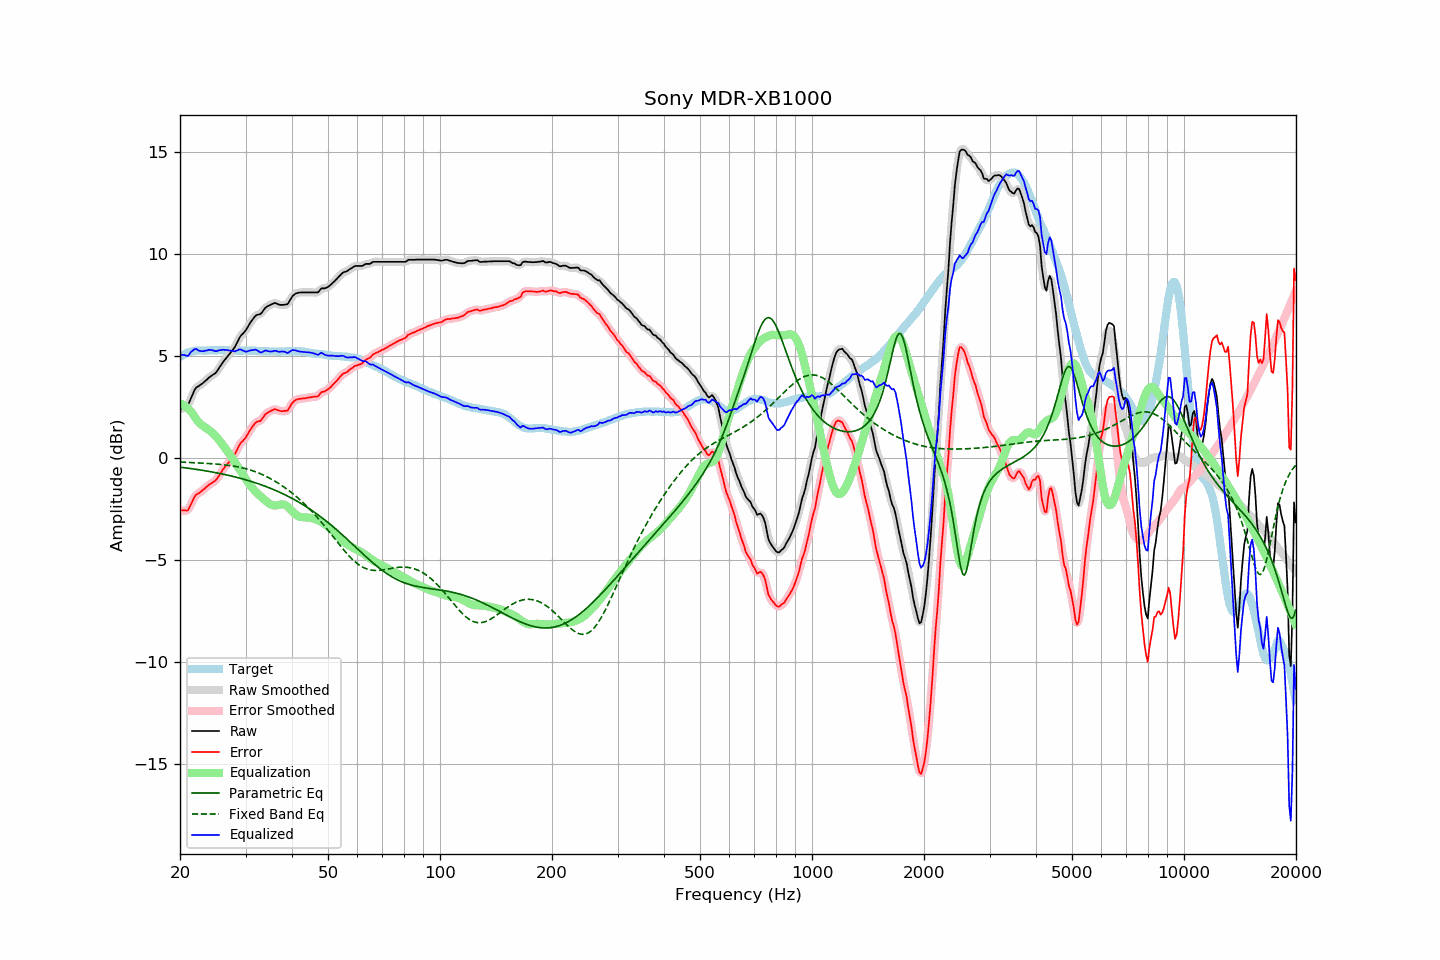 Sony MDR-XB1000
Amplitude (dBr)
15
10
5
0
−5
−10
−15
Target
Raw Smoothed
Error Smoothed
Raw
Error
Equalization
Parametric Eq
Fixed Band Eq
Equalized
20 50 100 200 500 1000 2000 5000 10000 20000
Frequency (Hz)